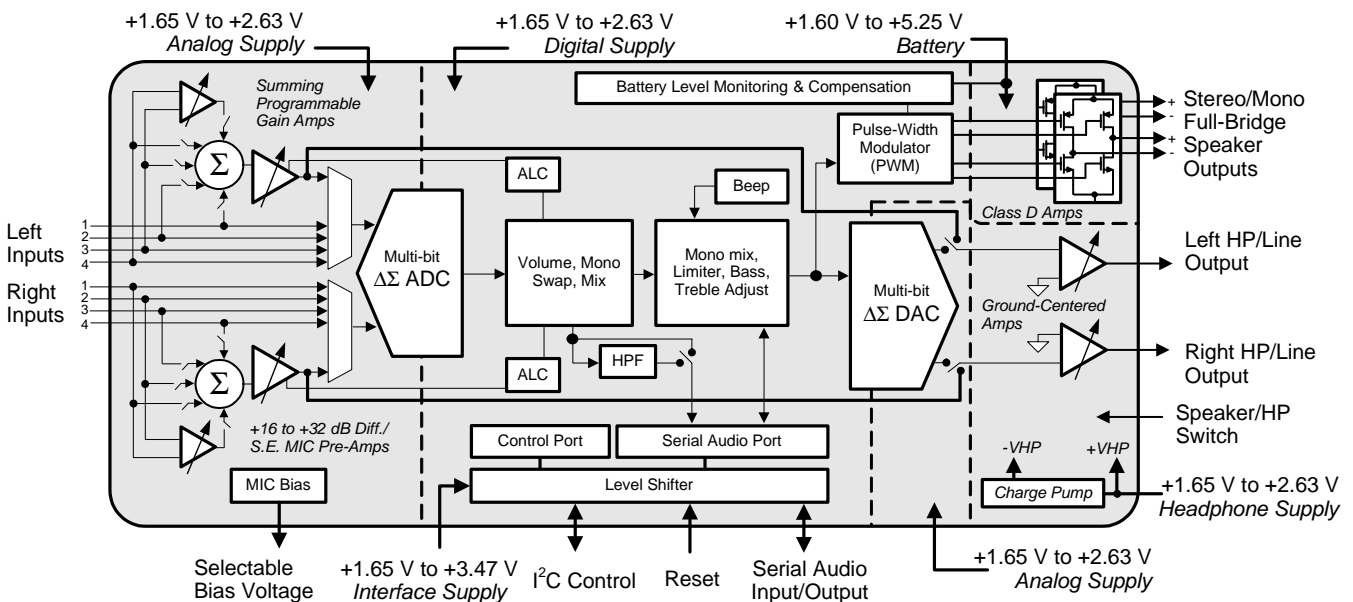 +1.65 V to +2.63 V
Analog Supply
+1.65 V to +2.63 V
Digital Supply
+1.60 V to +5.25 V
Battery
Summing
Programmable
Gain Amps
Battery Level Monitoring & Compensation
Pulse-Width
Modulator
(PWM)
+
-
+
-
Stereo/Mono
Full-Bridge
Speaker
Outputs
Class D Amps
Σ
ALC
Beep
Left
Inputs
1
2
3
4
Right
Inputs
1
2
3
4
Multi-bit
ΔΣ ADC
Volume, Mono
Swap, Mix
Mono mix,
Limiter, Bass,
Treble Adjust
Multi-bit
ΔΣ DAC
Left HP/Line
Output
Ground-Centered
Amps
Right HP/Line
Output
Σ
ALC
HPF
+16 to +32 dB Diff./
S.E. MIC Pre-Amps
Control Port
Serial Audio Port
Speaker/HP
Switch
-VHP
+VHP
MIC Bias
Level Shifter
Charge Pump
+1.65 V to +2.63 V
Headphone Supply
Selectable
Bias Voltage
+1.65 V to +3.47 V
Interface Supply
I²C Control
Reset
Serial Audio
Input/Output
+1.65 V to +2.63 V
Analog Supply